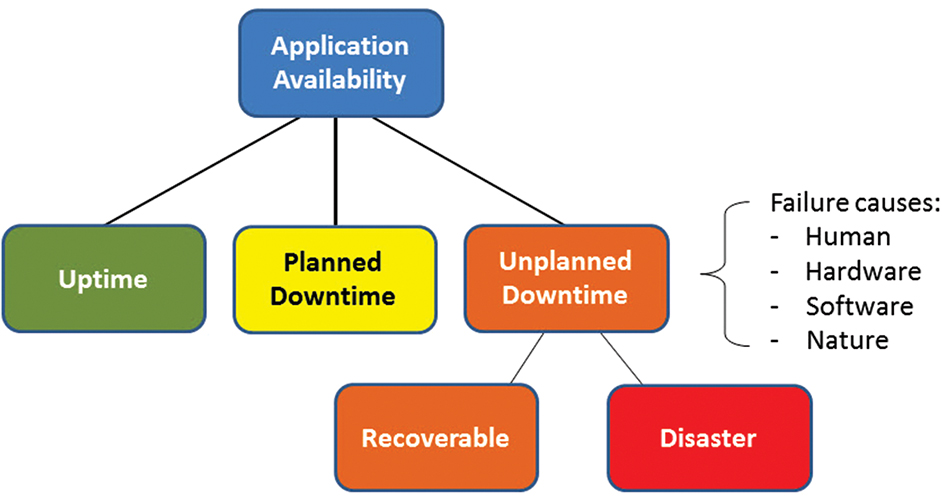 Application
Availability
Uptime
Planned
Downtime
Unplanned
Downtime
Failure causes:
- Human
- Hardware
- Software
- Nature
Recoverable
Disaster